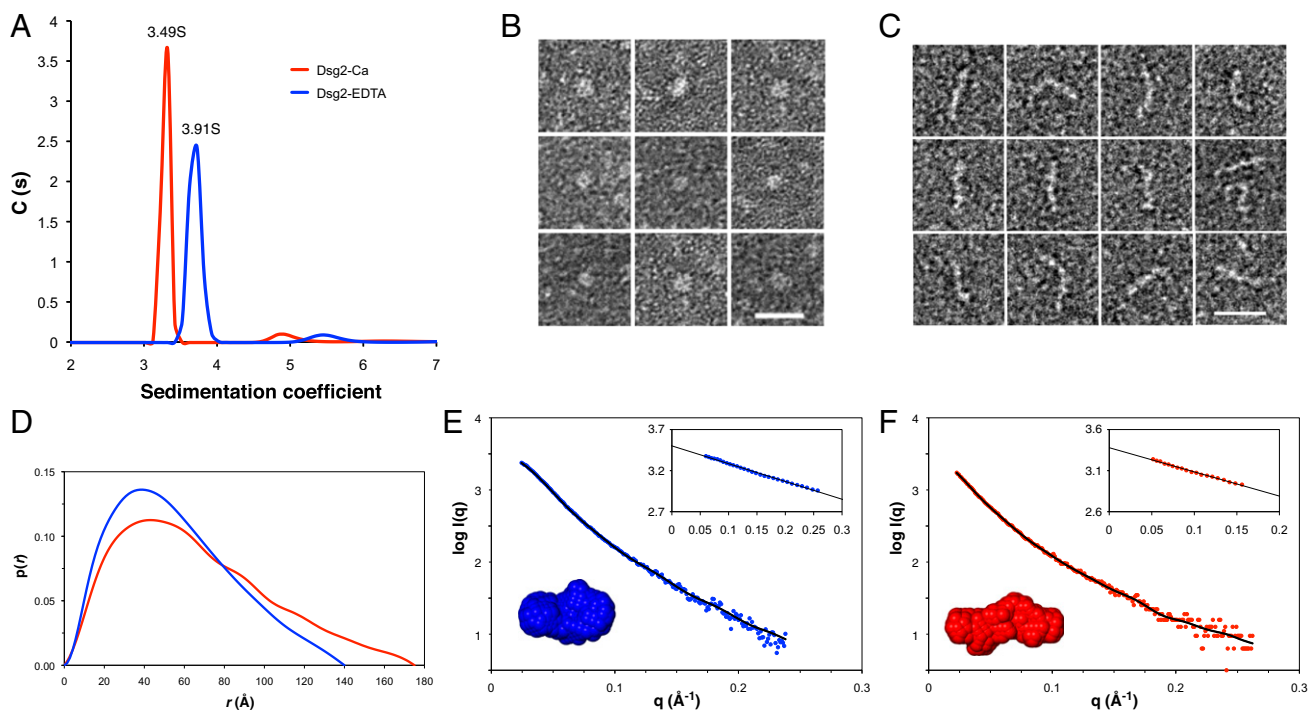 A
4
3.5
3
2.5
2
1.5
1
0.5
0
C (s)
3.49S
3.91S
Dsg2-Ca
Dsg2-EDTA
2 3 4 5 6 7
Sedimentation coefficient
B
C
D
0.15
0.10
0.05
0.00
p(r)
0 20 40 60 80 100 120 140 160 180
r (Å)
E
4
3
2
1
log I(q)
0 0.1 0.2 0.3
q (Å-1)
3.7
3.2
2.7
0 0.05 0.1 0.15 0.2 0.25 0.3
F
4
3
2
1
log I(q)
0 0.1 0.2 0.3
q (Å-1)
3.6
3.1
2.6
0 0.05 0.1 0.15 0.2